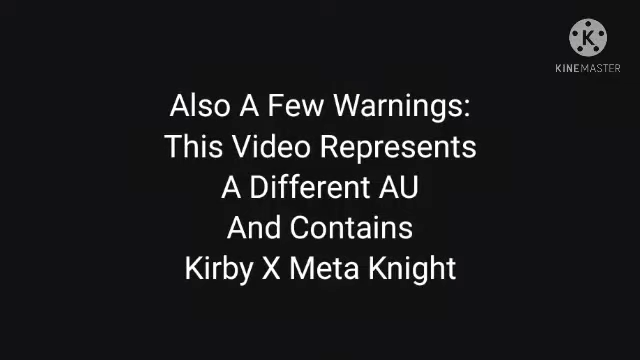 KINEMASTER
Also A Few Warnings:
This Video Represents
A Different AU
And Contains
Kirby X Meta Knight